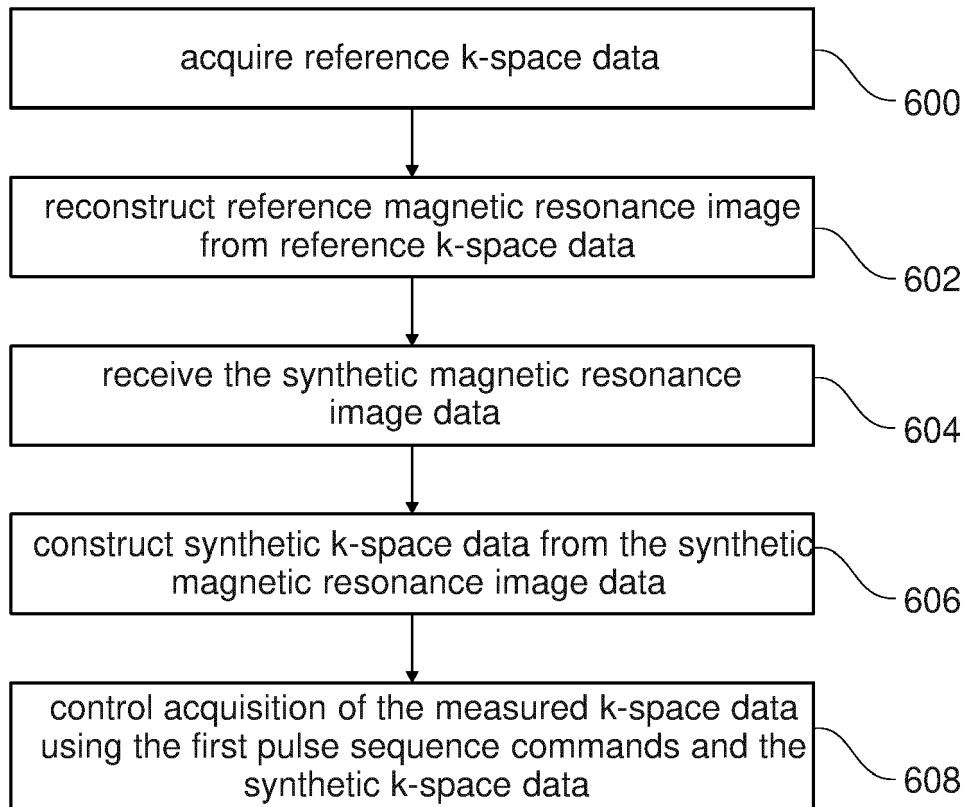 acquire reference k-space data
600
reconstruct reference magnetic resonance image
from reference k-space data
602
receive the synthetic magnetic resonance
image data
604
construct synthetic k-space data from the synthetic
magnetic resonance image data
606
control acquisition of the measured k-space data
using the first pulse sequence commands and the
synthetic k-space data
608